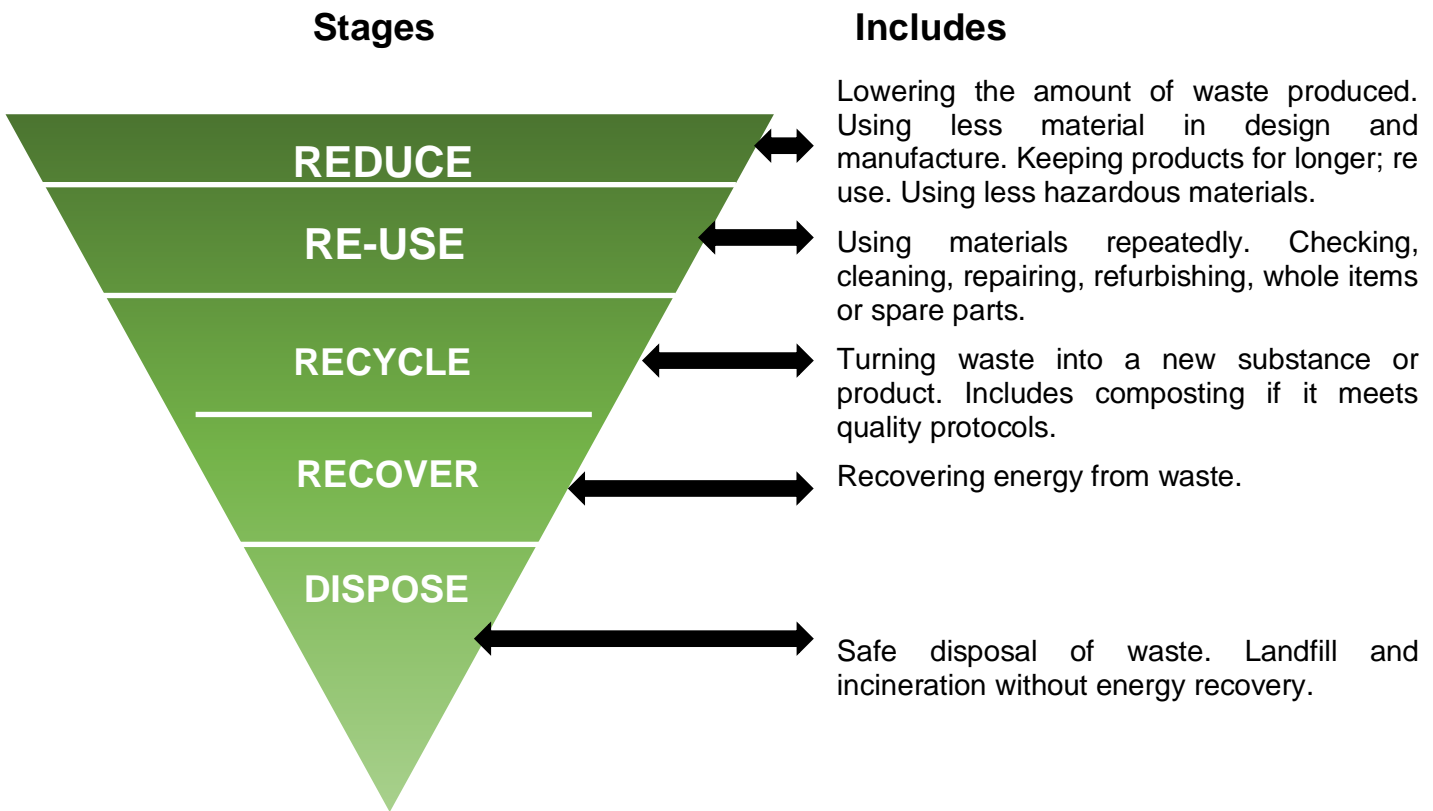 Stages Includes
REDUCE
Lowering the amount of waste produced.
Using less material in design and
manufacture. Keeping products for longer; re
use. Using less hazardous materials.
RE-USE
Using materials repeatedly. Checking,
cleaning, repairing, refurbishing, whole items
or spare parts.
RECYCLE
Turning waste into a new substance or
product. Includes composting if it meets
quality protocols.
RECOVER
Recovering energy from waste.
DISPOSE
Safe disposal of waste. Landfill and
incineration without energy recovery.